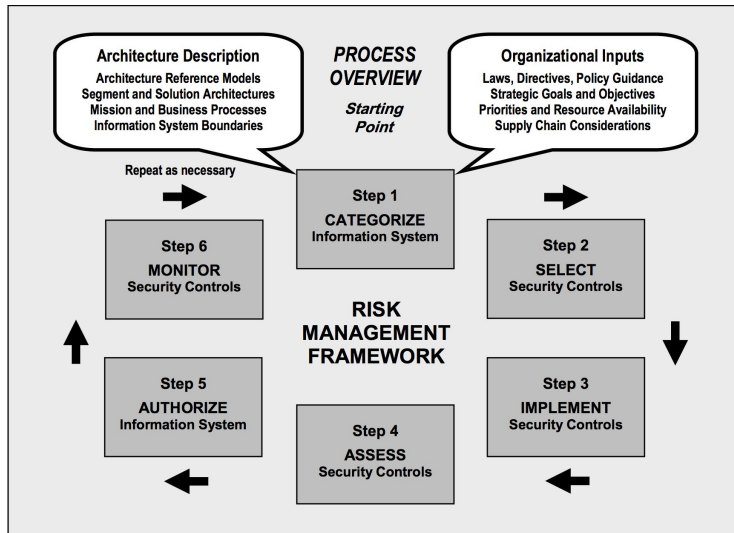 Architecture Description
Architecture Reference Models
Segment and Solution Architectures
Mission and Business Processes
Information System Boundaries
PROCESS
OVERVIEW
Starting
Point
Organizational Inputs
Laws, Directives, Policy Guidance
Strategic Goals and Objectives
Priorities and Resource Availability
Supply Chain Considerations
Repeat as necessary
Step 1
CATEGORIZE
Information System
Step 2
SELECT
Security Controls
Step 3
IMPLEMENT
Security Controls
Step 4
ASSESS
Security Controls
Step 5
AUTHORIZE
Information System
Step 6
MONITOR
Security Controls
RISK
MANAGEMENT
FRAMEWORK